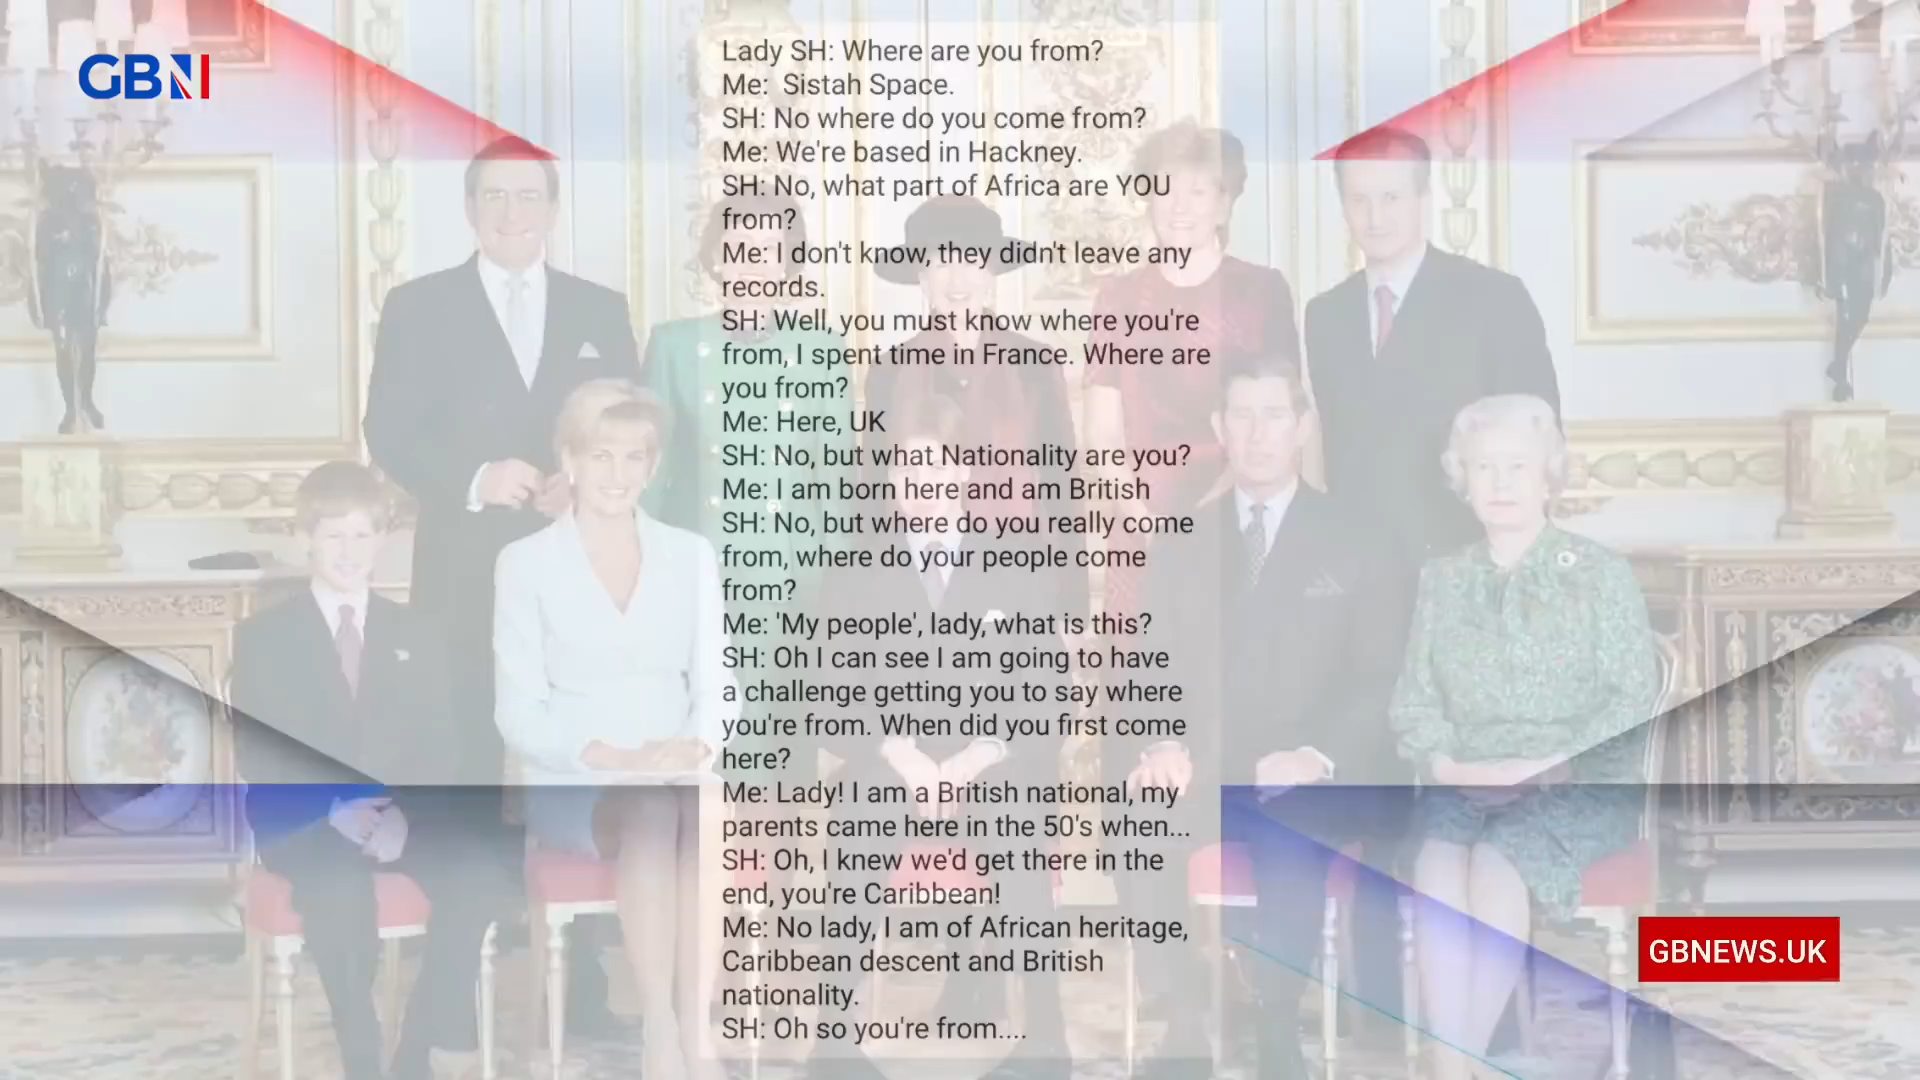 GBN
Lady SH: Where are you from?
Me:  Sistah Space.
SH: No where do you come from?
Me: We're based in Hackney.
SH: No, what part of Africa are YOU
from?
Me: I don't know, they didn't leave any
records.
SH: Well, you must know where you're
from, I spent time in France. Where are
you from?
Me: Here, UK
SH: No, but what Nationality are you?
Me: I am born here and am British
SH: No, but where do you really come
from, where do your people come
from?
Me: 'My people', lady, what is this?
SH: Oh I can see I am going to have
a challenge getting you to say where
you're from. When did you first come
here?
Me: Lady! I am a British national, my
parents came here in the 50's when...
SH: Oh, I knew we'd get there in the
end, you're Caribbean!
Me: No lady, I am of African heritage,
Caribbean descent and British
nationality.
SH: Oh so you're from....
GBNEWS.UK